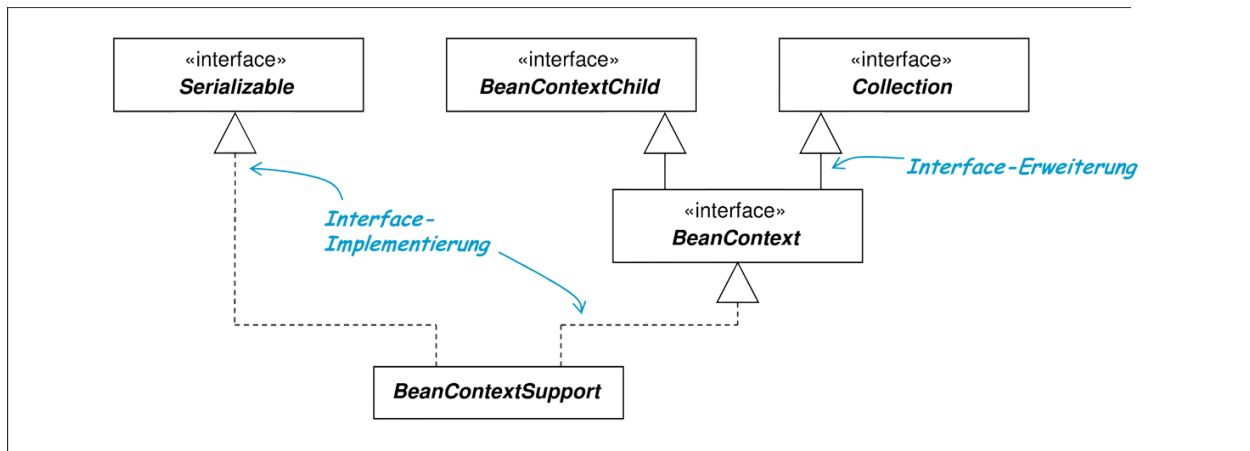 «interface»
Serializable
«interface»
BeanContextChild
«interface»
Collection
Interface-Erweiterung
Interface-
Implementierung
«interface»
BeanContext
BeanContextSupport